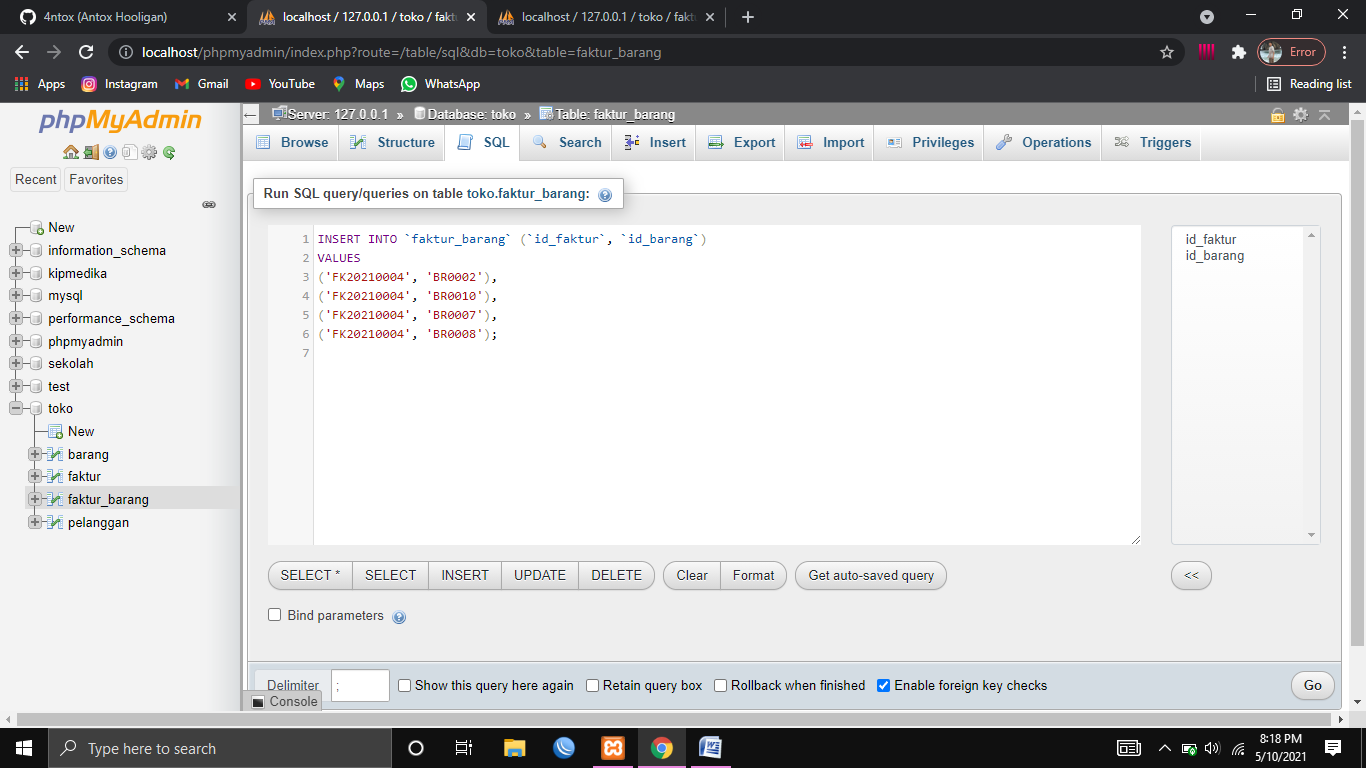 4ntox (Antox Hooligan)
localhost / 127.0.0.1 / toko / fakt
localhost / 127.0.0.1 / toko / fakt
localhost/phpmyadmin/index.php?route=/table/sql&db=toko&table=faktur_barang
Error
Apps Instagram Gmail YouTube Maps WhatsApp Reading list
phpMyAdmin
Recent Favorites
New
information_schema
kipmedika
mysql
performance_schema
phpmyadmin
sekolah
test
toko
New
barang
faktur
faktur_barang
pelanggan
Server: 127.0.0.1 » Database: toko » Table: faktur_barang
Browse Structure SQL Search Insert Export Import Privileges Operations Triggers
Run SQL query/queries on table toko.faktur_barang:
1 INSERT INTO `faktur_barang` (`id_faktur`, `id_barang`)
2 VALUES
3 ('FK20210004', 'BR0002'),
4 ('FK20210004', 'BR0010'),
5 ('FK20210004', 'BR0007'),
6 ('FK20210004', 'BR0008');
7
id_faktur
id_barang
SELECT * SELECT INSERT UPDATE DELETE Clear Format Get auto-saved query <<
Bind parameters
Delimiter ; Show this query here again Retain query box Rollback when finished Enable foreign key checks Go
Console
Type here to search
8:18 PM
5/10/2021